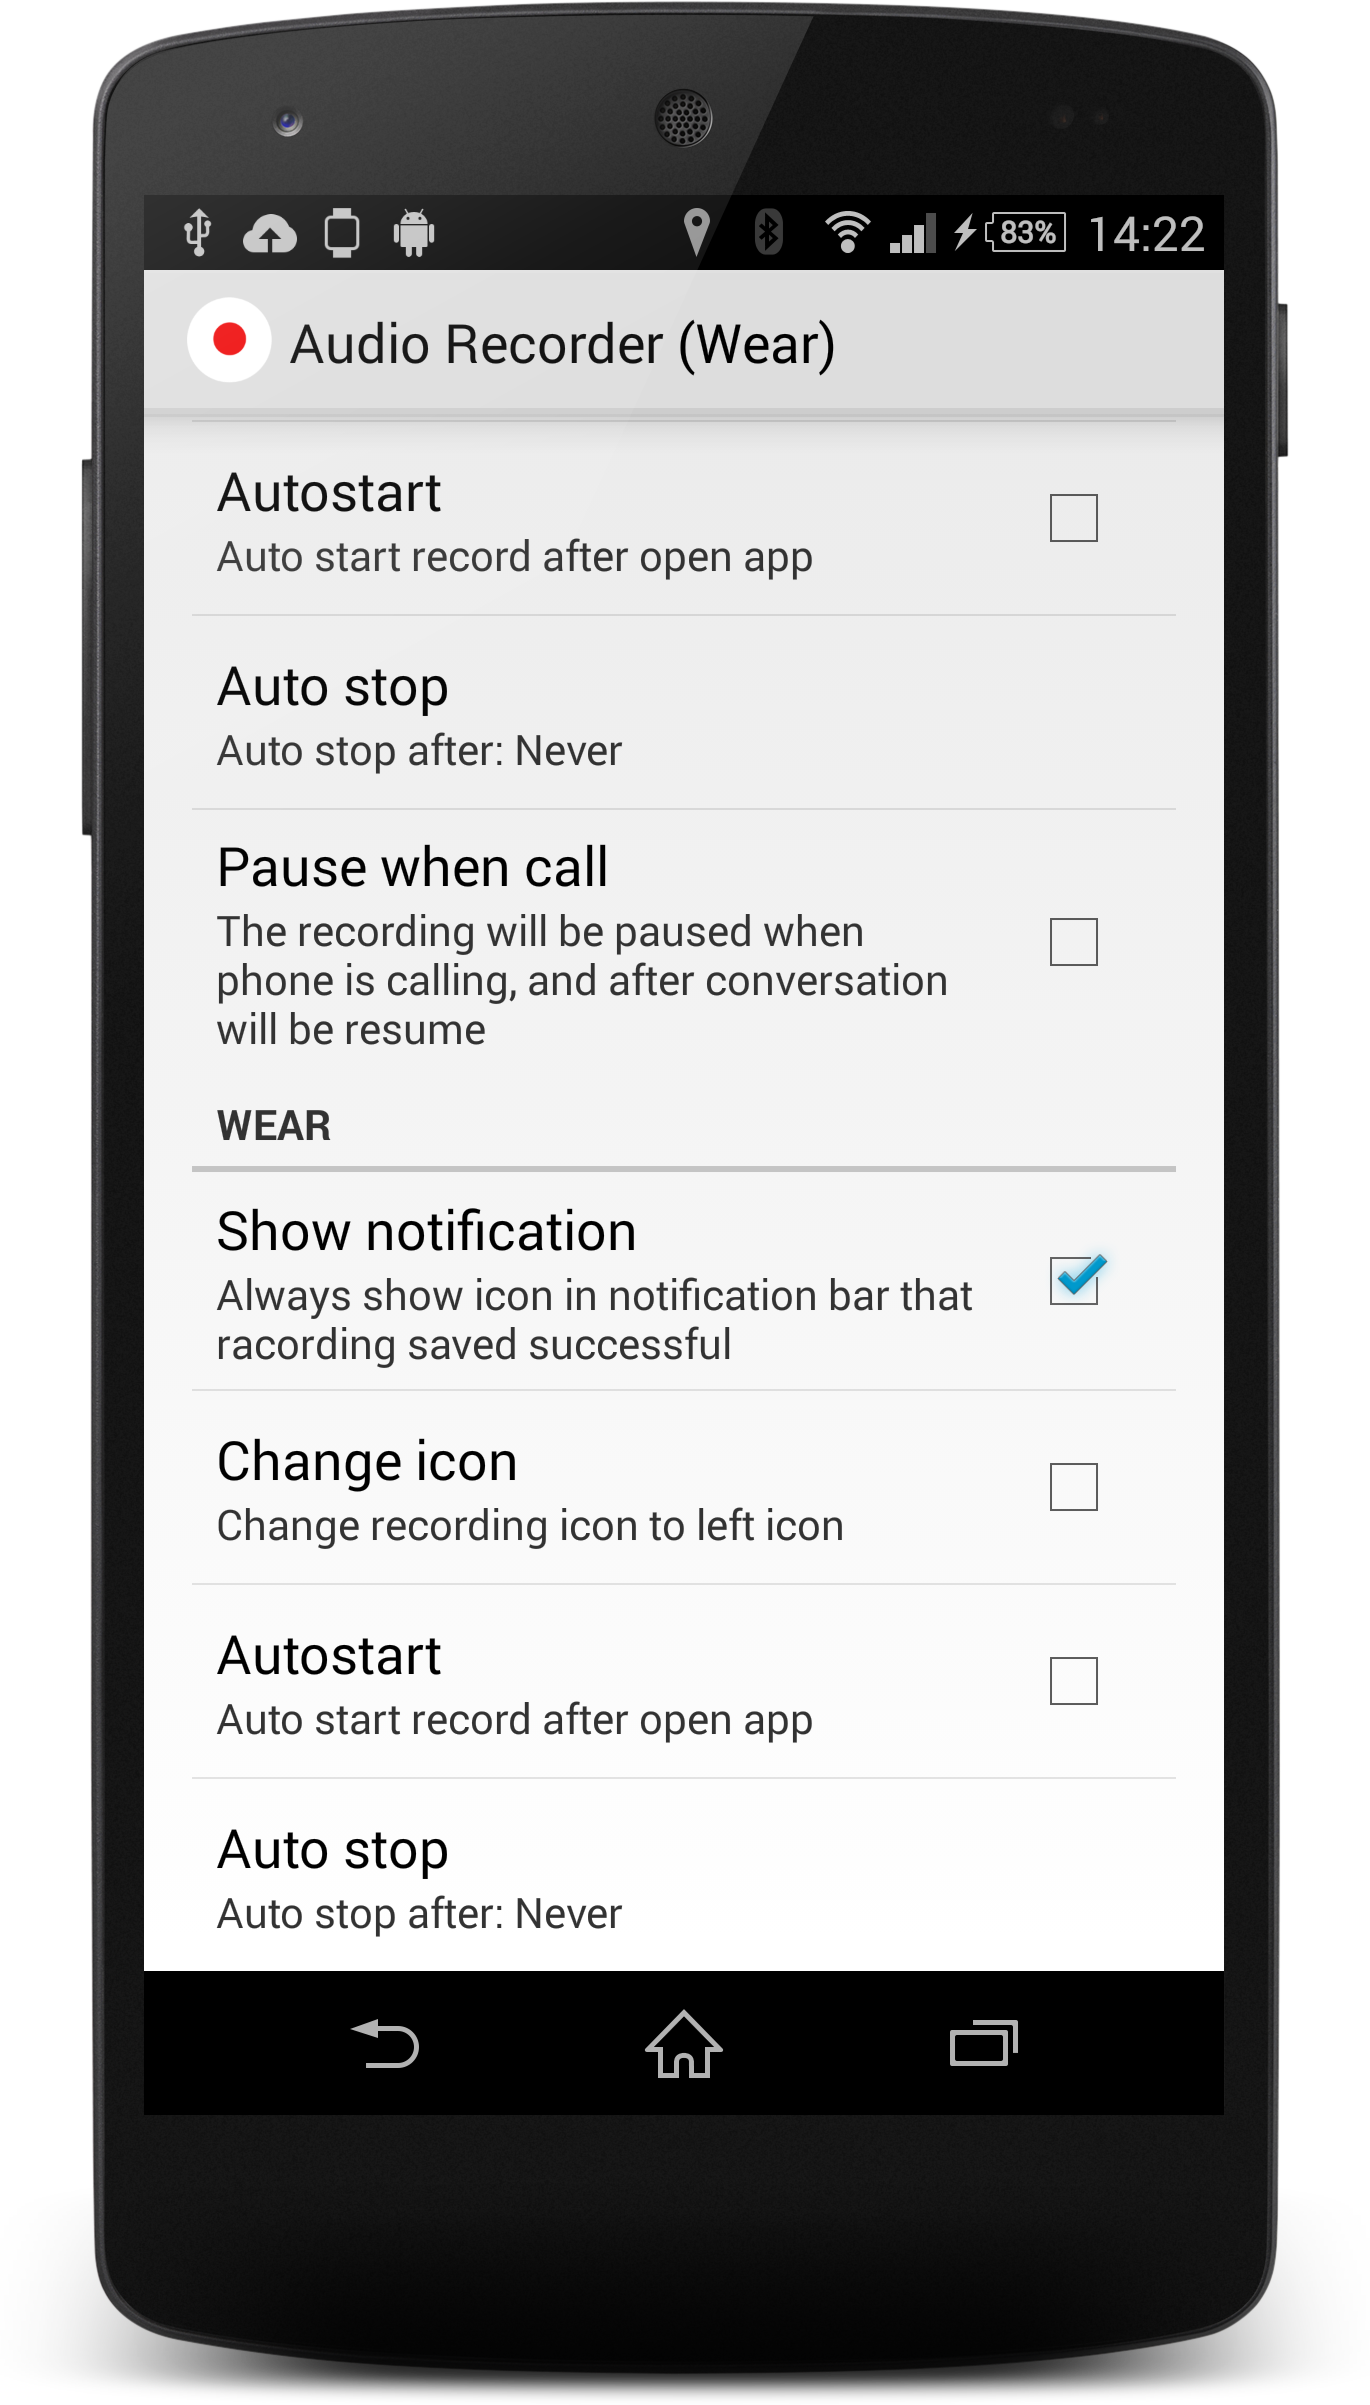 83% 14:22
Audio Recorder (Wear)
Autostart
Auto start record after open app
Auto stop
Auto stop after: Never
Pause when call
The recording will be paused when
phone is calling, and after conversation
will be resume
WEAR
Show notification
Always show icon in notification bar that
racording saved successful
Change icon
Change recording icon to left icon
Autostart
Auto start record after open app
Auto stop
Auto stop after: Never